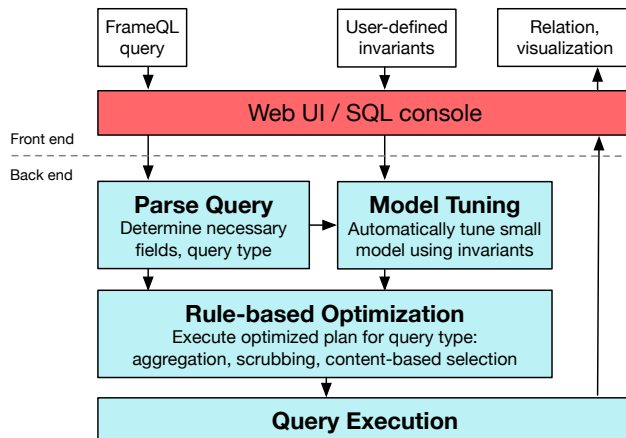 FrameQL
query
User-defined
invariants
Relation,
visualization
Web UI / SQL console
Front end
Back end
Parse Query
Determine necessary
fields, query type
Model Tuning
Automatically tune small
model using invariants
Rule-based Optimization
Execute optimized plan for query type:
aggregation, scrubbing, content-based selection
Query Execution